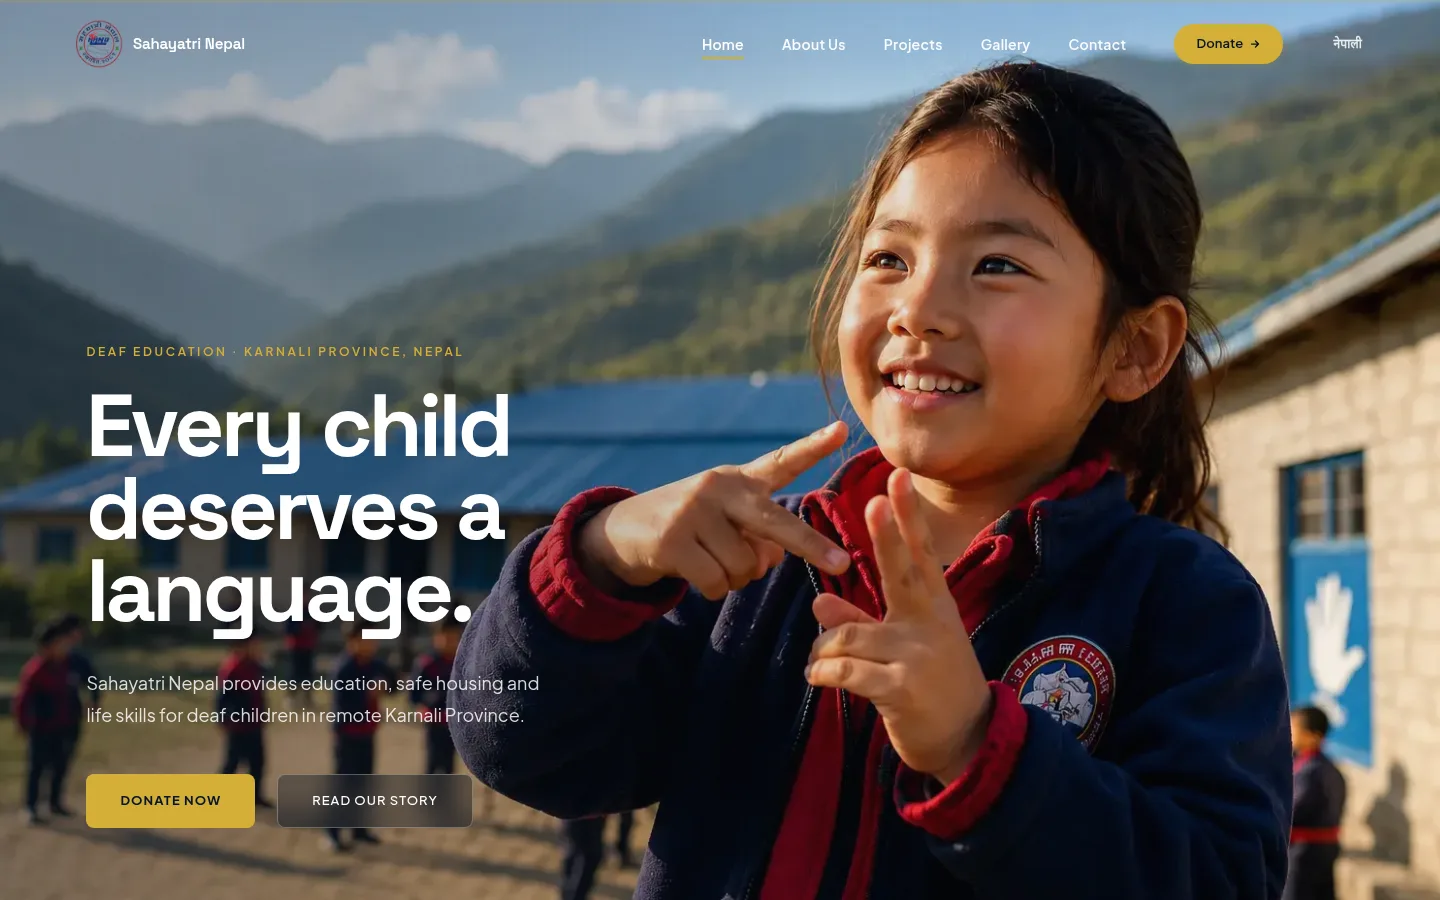 Sahayatri Nepal
Home
About Us
Projects
Gallery
Contact
Donate →
नेपाली
DEAF EDUCATION · KARNALI PROVINCE, NEPAL
Every child
deserves a
language.
Sahayatri Nepal provides education, safe housing and
life skills for deaf children in remote Karnali Province.
DONATE NOW
READ OUR STORY